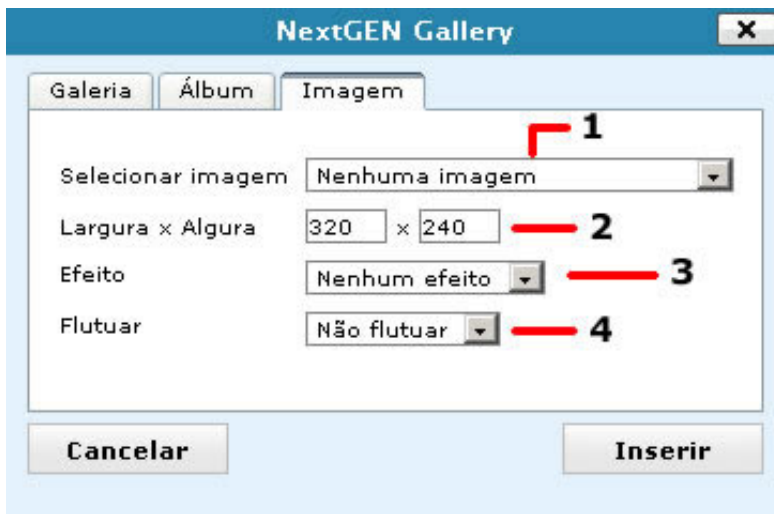 NextGEN Gallery x
Galeria Álbum Imagem
1
Selecionar imagem Nenhuma imagem
Largura x Algura 320 x 240 2
Efeito Nenhum efeito 3
Flutuar Não flutuar 4
Cancelar Inserir